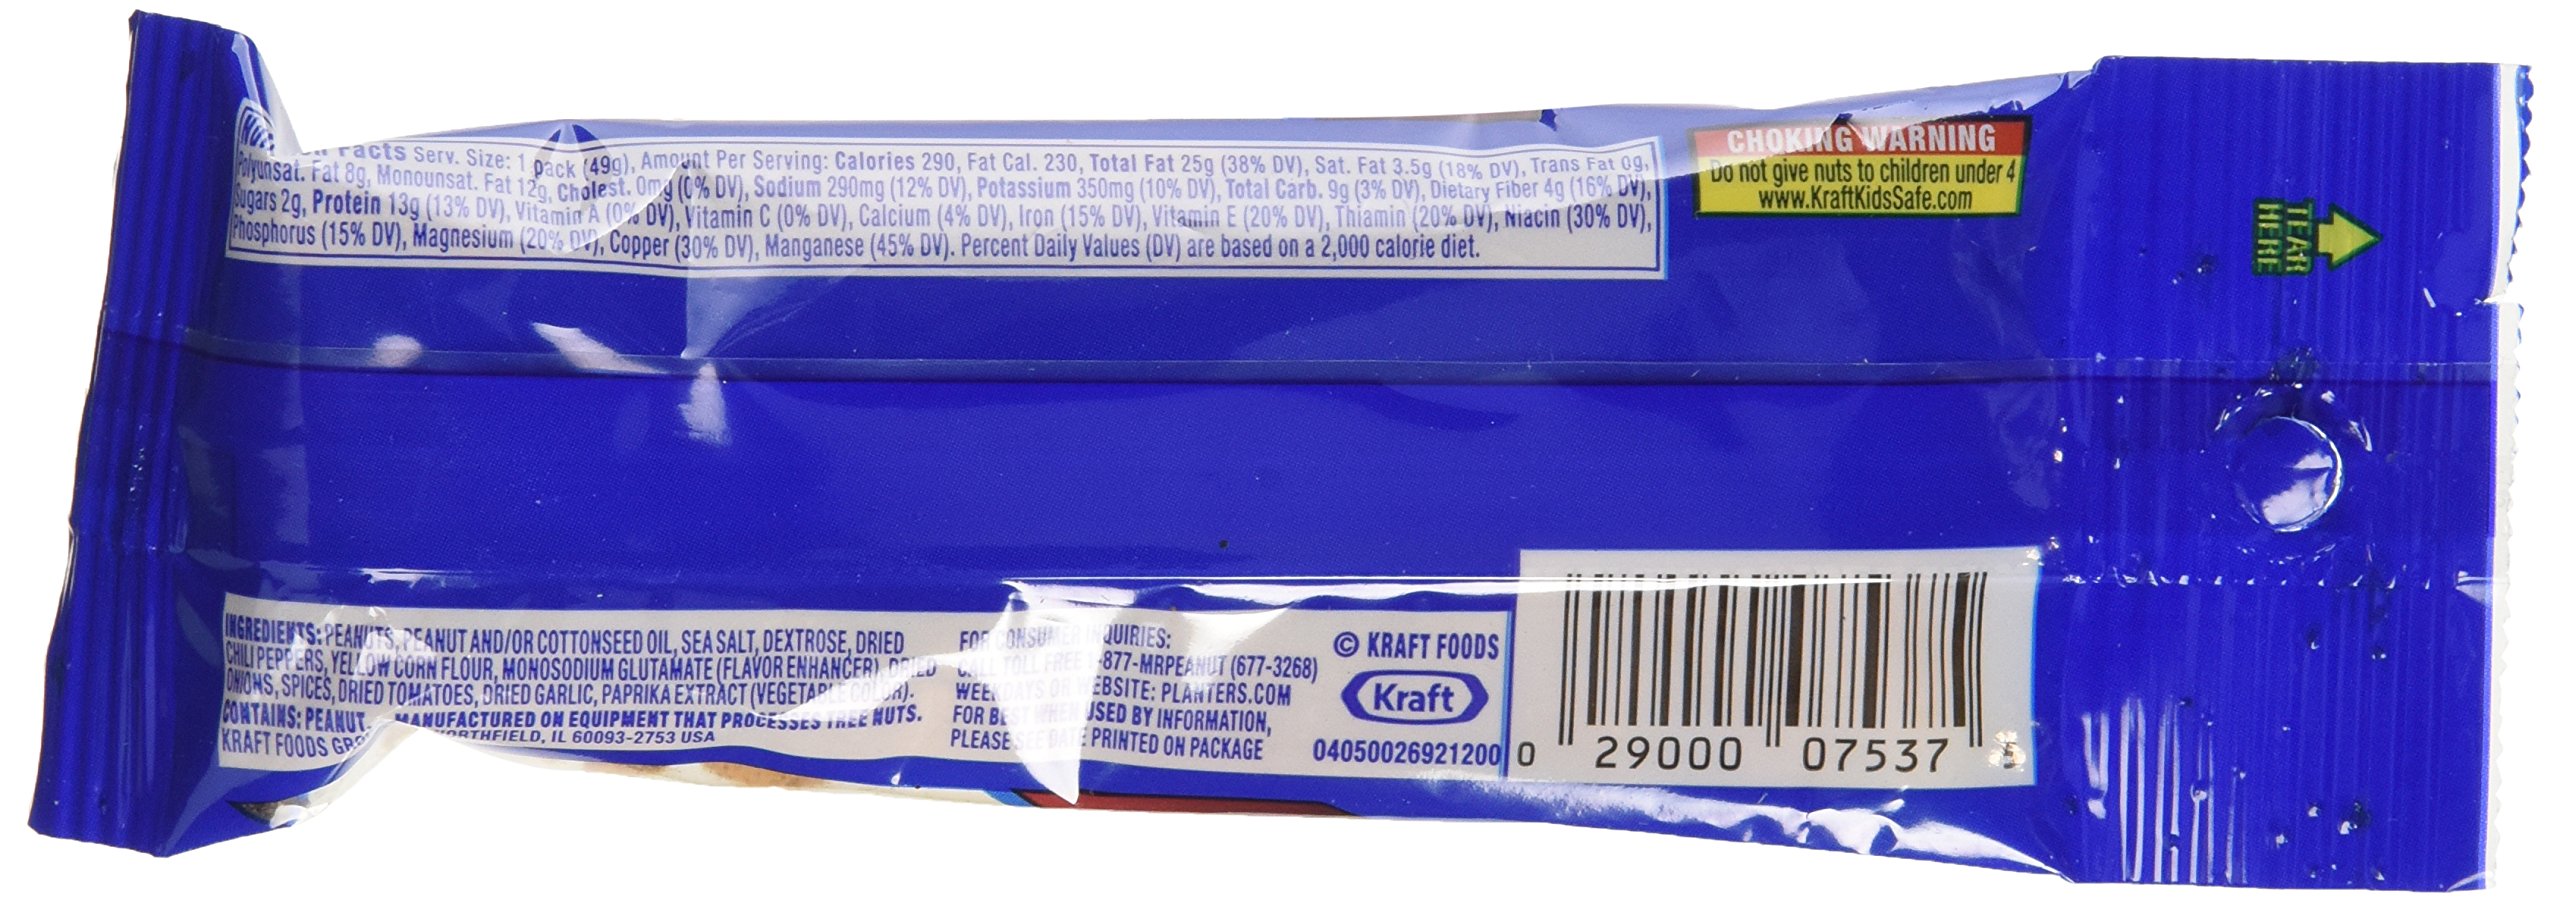 Facts Serv. Size: 1 pack (49g), Amount Per Serving: Calories 290, Fat Cal. 230, Total Fat 25g (38% DV), Sat. Fat 3.5g (18% DV), Trans Fat 0g,
Polyunsat. Fat 8g, Monounsat. Fat 12g, Cholest. 0mg (0% DV), Sodium 290mg (12% DV), Potassium 350mg (10% DV), Total Carb. 9g (3% DV), Dietary Fiber 4g (16% DV),
Sugars 2g, Protein 13g (13% DV), Vitamin A (0% DV), Vitamin C (0% DV), Calcium (4% DV), Iron (15% DV), Vitamin E (20% DV), Thiamin (20% DV), Niacin (30% DV),
Phosphorus (15% DV), Magnesium (20% DV), Copper (30% DV), Manganese (45% DV). Percent Daily Values (DV) are based on a 2,000 calorie diet.
CHOKING WARNING
Do not give nuts to children under 4
www.KraftKidsSafe.com
TEAR
HERE
INGREDIENTS: PEANUTS, PEANUT AND/OR COTTONSEED OIL, SEA SALT, DEXTROSE, DRIED
CHILI PEPPERS, YELLOW CORN FLOUR, MONOSODIUM GLUTAMATE (FLAVOR ENHANCER), DRIED
ONIONS, SPICES, DRIED TOMATOES, DRIED GARLIC, PAPRIKA EXTRACT (VEGETABLE COLOR).
CONTAINS: PEANUT. MANUFACTURED ON EQUIPMENT THAT PROCESSES TREE NUTS.
KRAFT FOODS NORTHFIELD, IL 60093-2753 USA
FOR CONSUMER INQUIRIES:
CALL TOLL FREE 1-877-MRPEANUT (677-3268)
WEEKDAYS OR WEBSITE: PLANTERS.COM
FOR BEST WHEN USED BY INFORMATION,
PLEASE SEE DATE PRINTED ON PACKAGE
© KRAFT FOODS
Kraft
04050026921200
0 29000 07537 5